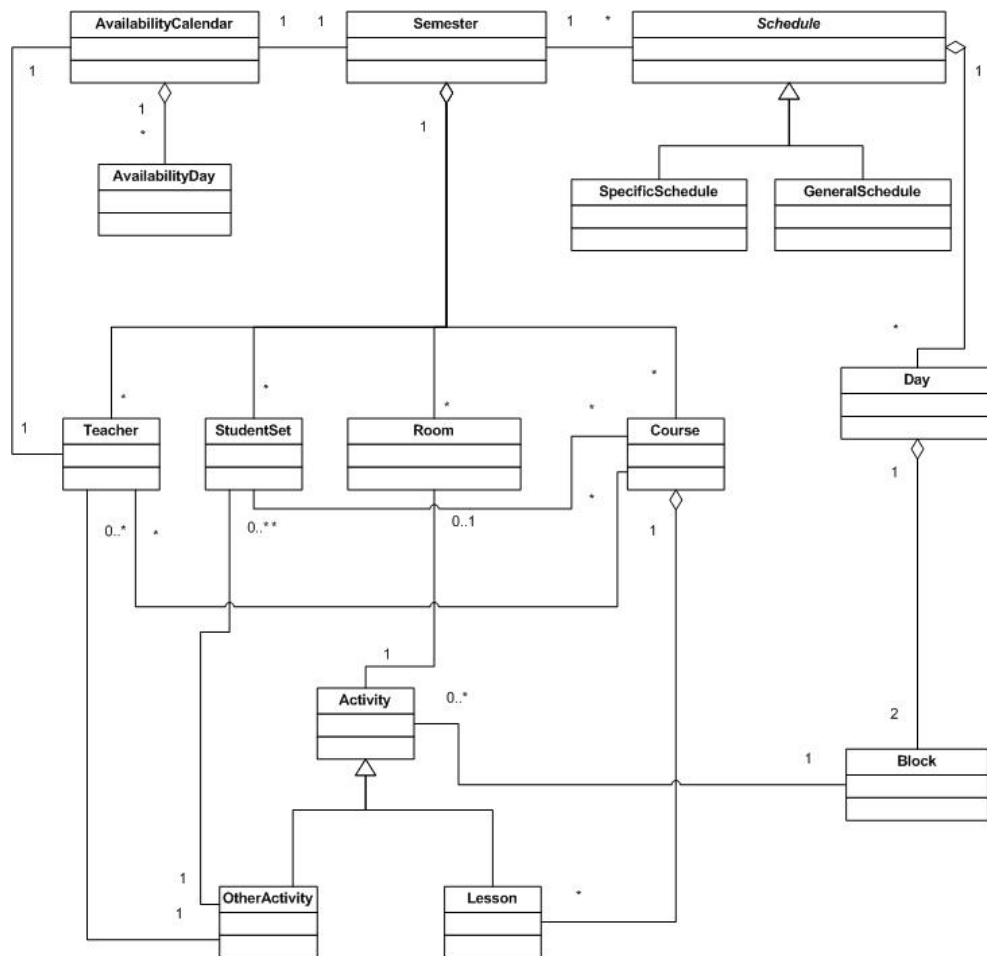 AvailabilityCalendar 1 1 Semester 1 * Schedule
1 1
1 1
*
AvailabilityDay SpecificSchedule GeneralSchedule
*
* * * * * Day
1 Teacher StudentSet Room Course
1
0..* * 0..** 0..1 * 1
1 0..* 2
Activity
1 Block
1 *
OtherActivity Lesson
1